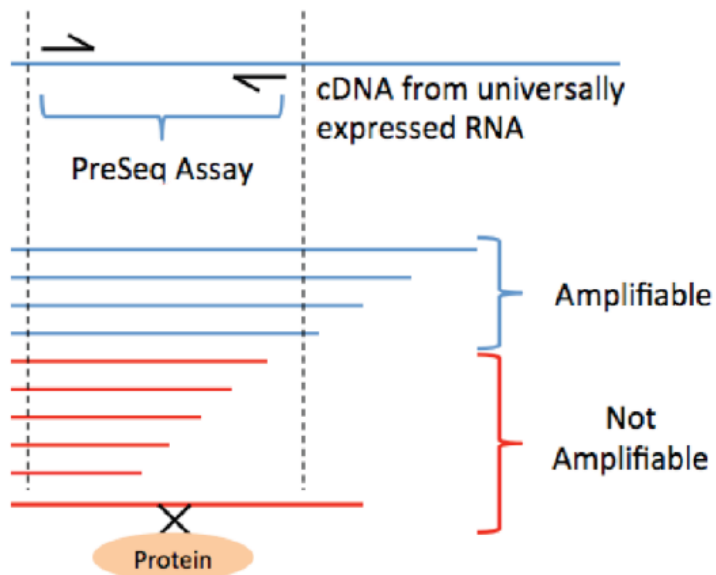 cDNA from universally
expressed RNA
PreSeq Assay
Amplifiable
Not
Amplifiable
Protein